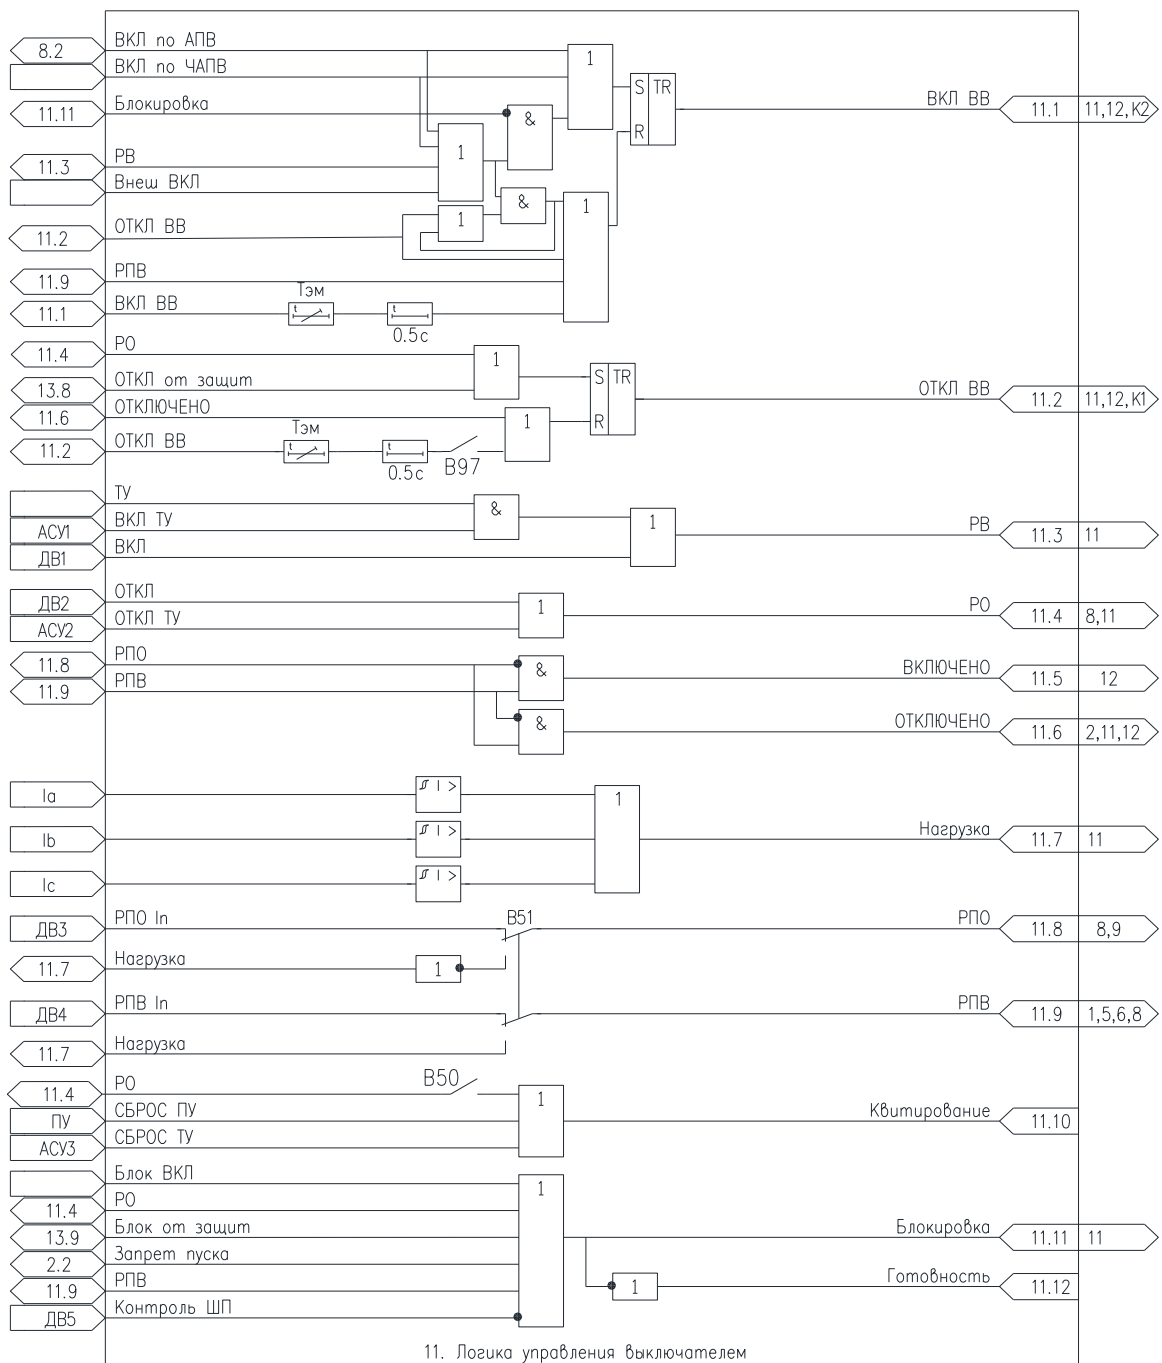 8.2 ВКЛ по АПВ
ВКЛ по ЧАПВ
1
S TR
11.11 Блокировка
&
ВКЛ ВВ 11.1 11,12,К2
R
11.3 РВ
1
Внеш ВКЛ
&
1
11.2 ОТКЛ ВВ
1
11.9 РПВ
Тэм
11.1 ВКЛ ВВ
t
t
0.5с
11.4 РО
1
S TR
13.8 ОТКЛ от защит
ОТКЛ ВВ 11.2 11,12,К1
11.6 ОТКЛЮЧЕНО
1
R
Тэм
11.2 ОТКЛ ВВ
t
t
0.5с
В97
ТУ
&
АСУ1 ВКЛ ТУ
1
РВ 11.3 11
ДВ1 ВКЛ
ДВ2 ОТКЛ
1
РО 11.4 8,11
АСУ2 ОТКЛ ТУ
11.8 РПО
&
ВКЛЮЧЕНО 11.5 12
11.9 РПВ
&
ОТКЛЮЧЕНО 11.6 2,11,12
Ia
I >
1
Ib
I >
Нагрузка 11.7 11
Ic
I >
ДВ3 РПО In
В51
РПО 11.8 8,9
11.7 Нагрузка
1
ДВ4 РПВ In
РПВ 11.9 1,5,6,8
11.7 Нагрузка
11.4 РО
В50
1
ПУ СБРОС ПУ
Квитирование 11.10
АСУ3 СБРОС ТУ
Блок ВКЛ
1
11.4 РО
13.9 Блок от защит
Блокировка 11.11 11
2.2 Запрет пуска
11.9 РПВ
1
Готовность 11.12
ДВ5 Контроль ШП
11. Логика управления выключателем